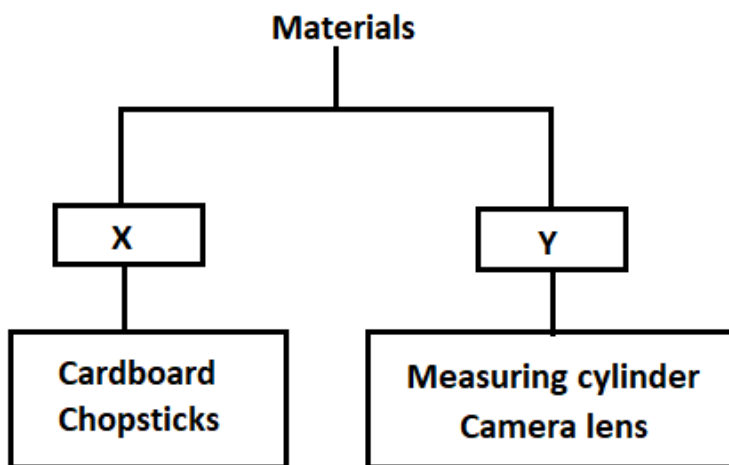 Materials
X
Y
Cardboard
Chopsticks
Measuring cylinder
Camera lens